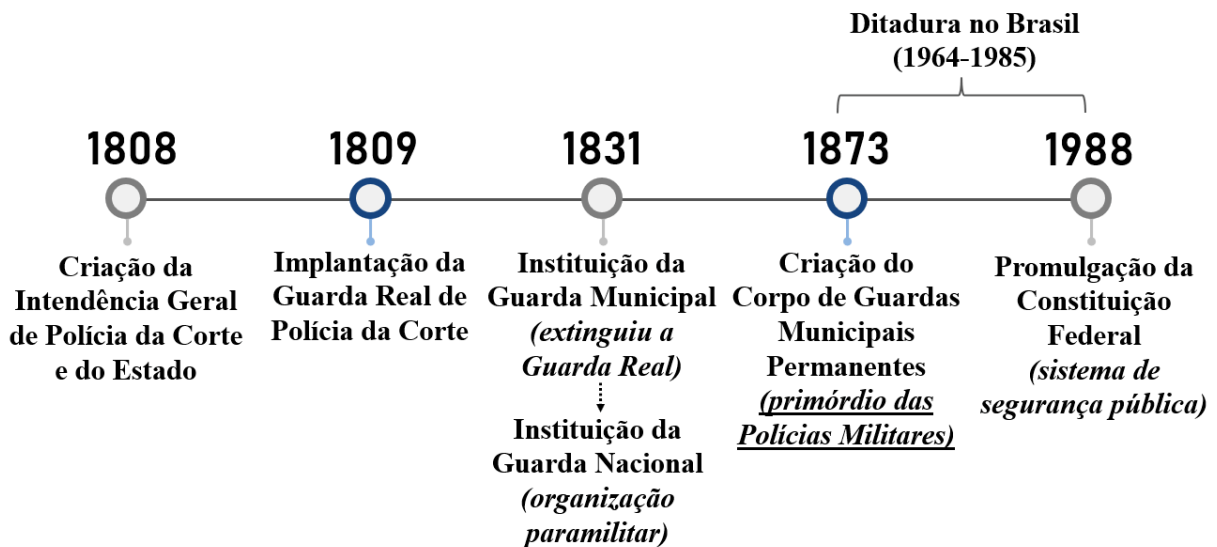 Ditadura no Brasil
(1964-1985)
1808
Criação da
Intendência Geral
de Polícia da Corte
e do Estado
1809
Implantação da
Guarda Real de
Polícia da Corte
1831
Instituição da
Guarda Municipal
(extinguiu a
Guarda Real)
Instituição da
Guarda Nacional
(organização
paramilitar)
1873
Criação do
Corpo de Guardas
Municipais
Permanentes
(primórdio das
Polícias Militares)
1988
Promulgação da
Constituição
Federal
(sistema de
segurança pública)